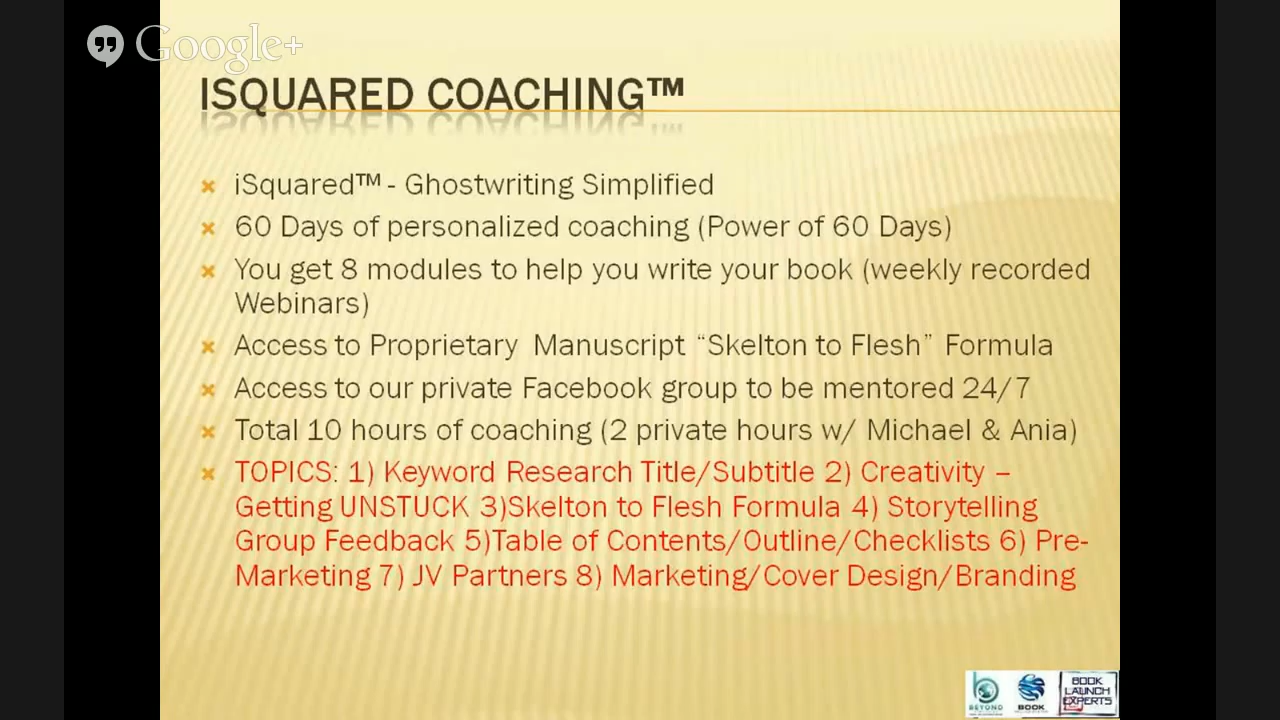 Google+
ISQUARED COACHING™
iSquared™ - Ghostwriting Simplified
60 Days of personalized coaching (Power of 60 Days)
You get 8 modules to help you write your book (weekly recorded
Webinars)
Access to Proprietary Manuscript “Skelton to Flesh” Formula
Access to our private Facebook group to be mentored 24/7
Total 10 hours of coaching (2 private hours w/ Michael & Ania)
TOPICS: 1) Keyword Research Title/Subtitle 2) Creativity –
Getting UNSTUCK 3)Skelton to Flesh Formula 4) Storytelling
Group Feedback 5)Table of Contents/Outline/Checklists 6) Pre-
Marketing 7) JV Partners 8) Marketing/Cover Design/Branding
BEYOND
BOOK
BOOK
LAUNCH
EXPERTS